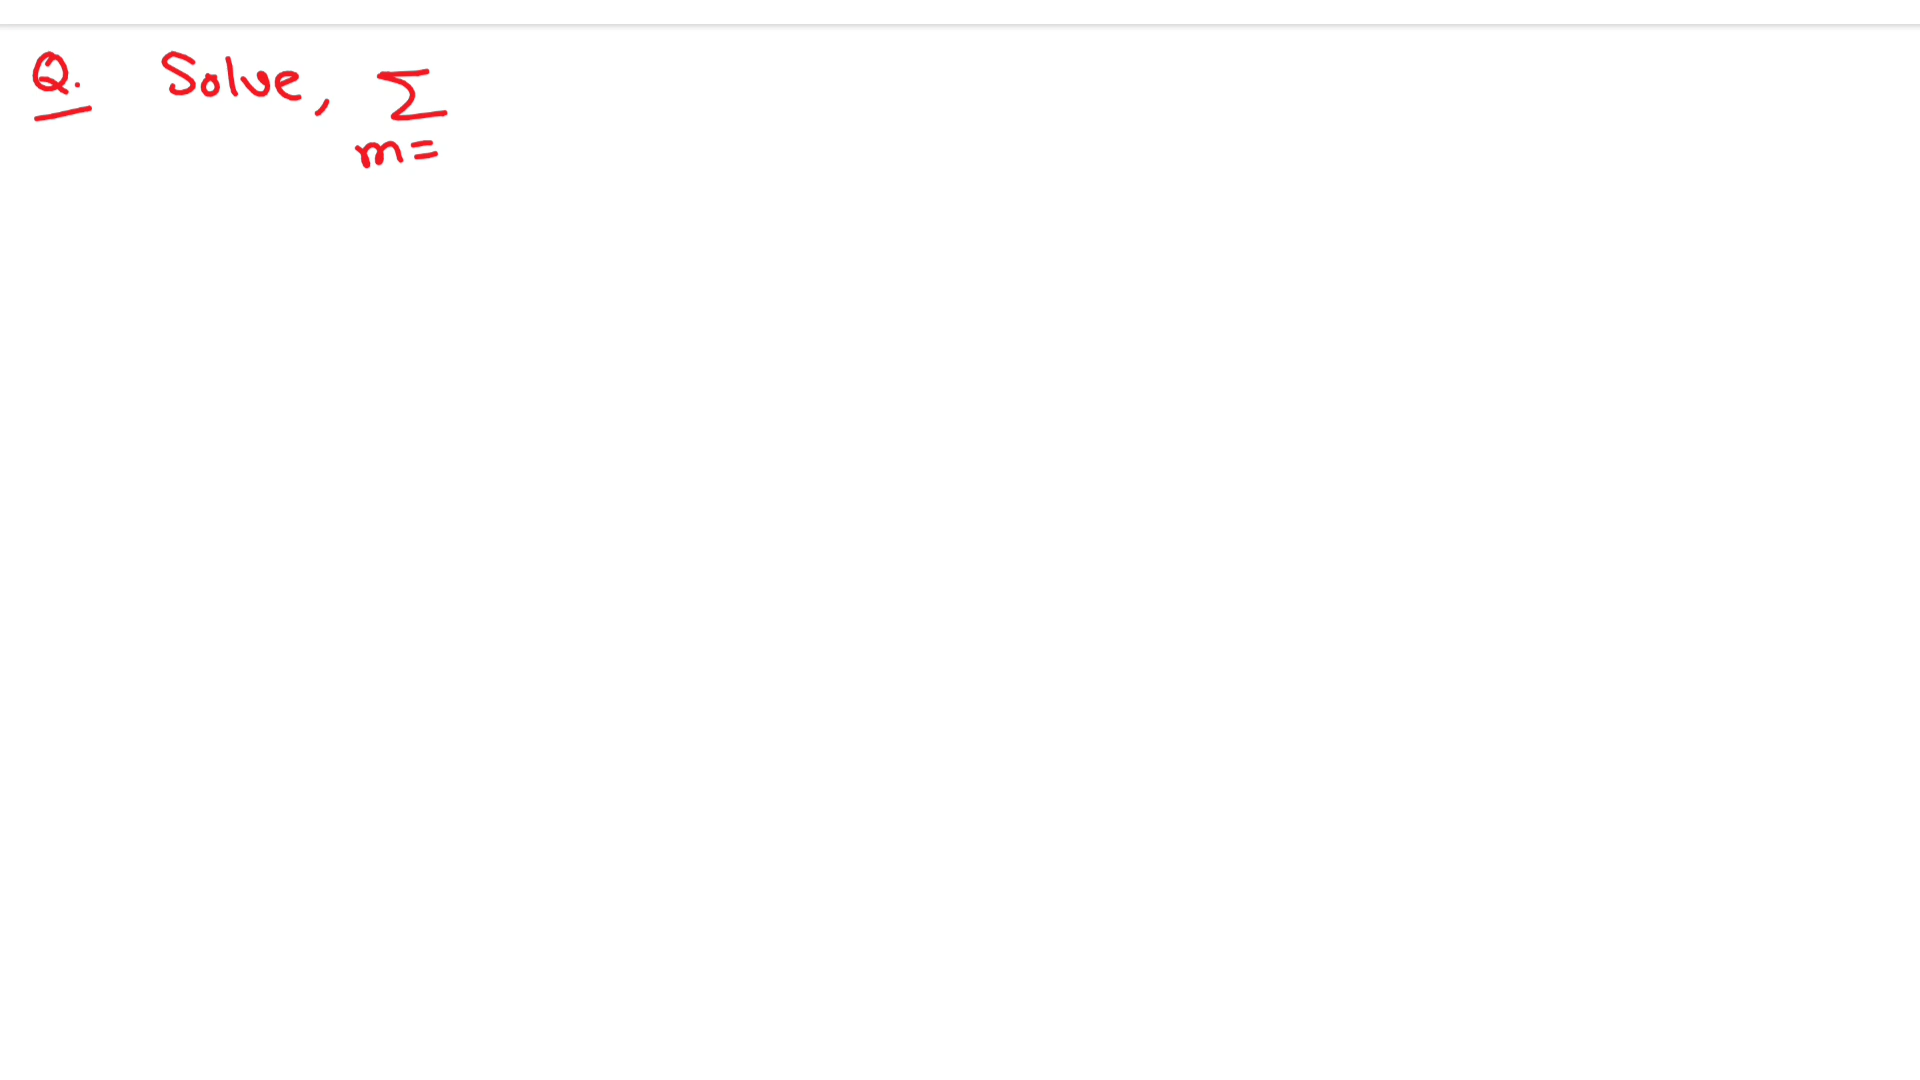 Q. Solve, Σ
m=